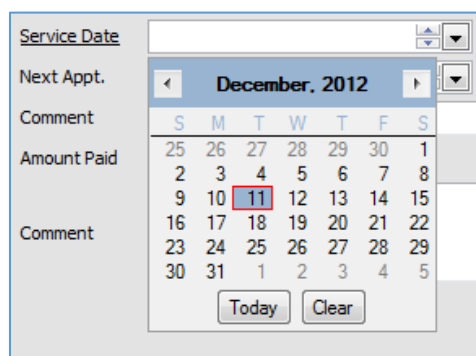 Service Date
Next Appt.
December, 2012
Comment
S M T W T F S
Amount Paid
25 26 27 28 29 30 1
2 3 4 5 6 7 8
9 10 11 12 13 14 15
Comment
16 17 18 19 20 21 22
23 24 25 26 27 28 29
30 31 1 2 3 4 5
Today Clear